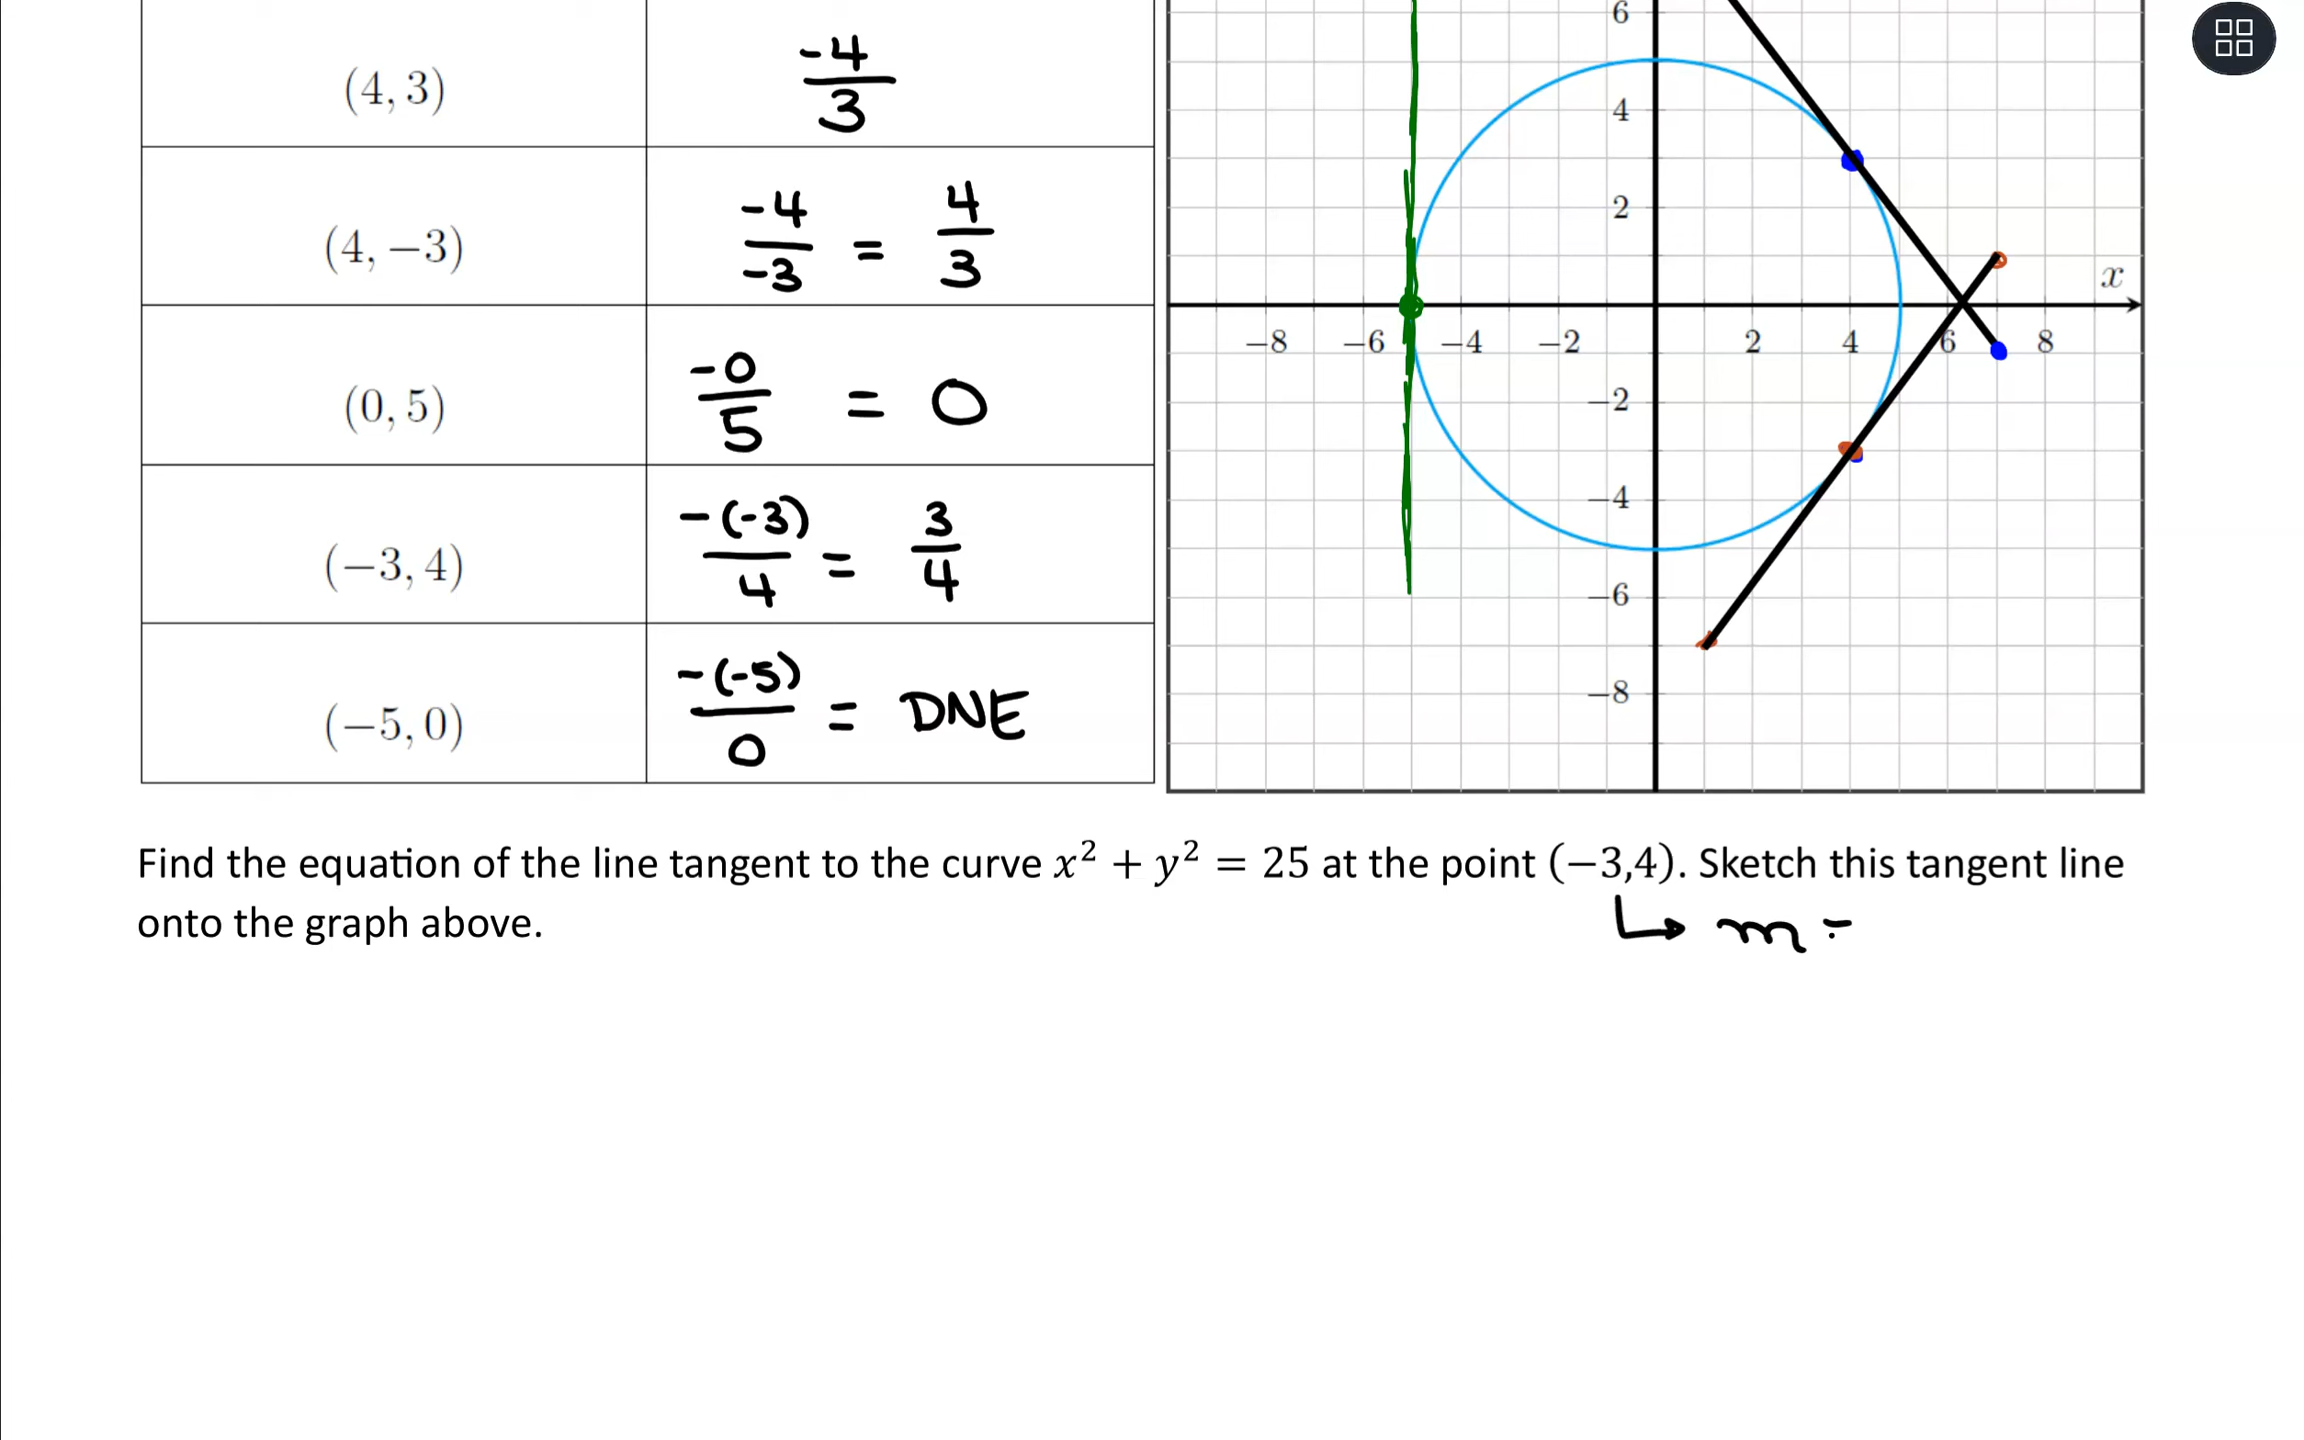 (4, 3) -4/3
(4, −3) -4/-3 = 4/3
(0, 5) -0/5 = 0
(−3, 4) -(-3)/4 = 3/4
(−5, 0) -(-5)/0 = DNE
6
4
2
x
−8 −6 −4 −2 2 4 6 8
−2
−4
−6
−8
Find the equation of the line tangent to the curve x² + y² = 25 at the point (−3,4). Sketch this tangent line
onto the graph above.
↳ m =